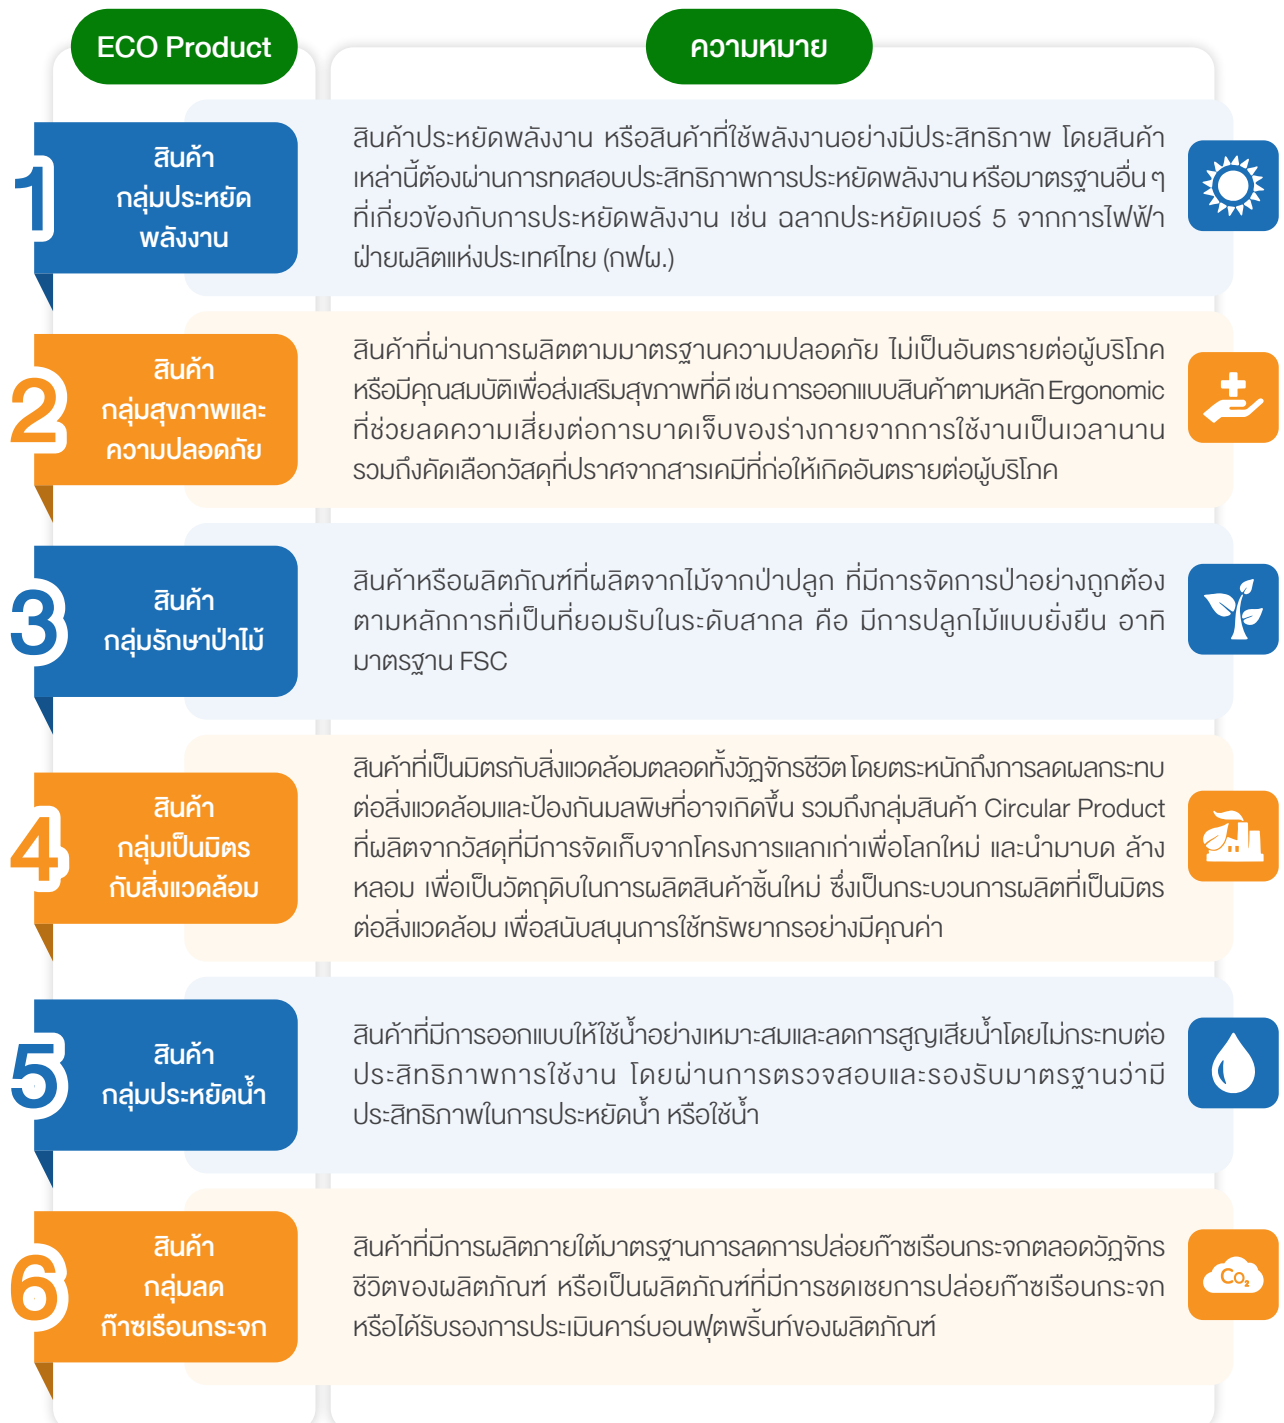 ECO Product
ความหมาย
1
สินค้า
กลุ่มประหยัด
พลังงาน
สินค้าประหยัดพลังงาน หรือสินค้าที่ใช้พลังงานอย่างมีประสิทธิภาพ โดยสินค้า
เหล่านี้ต้องผ่านการทดสอบประสิทธิภาพการประหยัดพลังงาน หรือมาตรฐานอื่น ๆ
ที่เกี่ยวข้องกับการประหยัดพลังงาน เช่น ฉลากประหยัดเบอร์ 5 จากการไฟฟ้า
ฝ่ายผลิตแห่งประเทศไทย (กฟผ.)
2
สินค้า
กลุ่มสุขภาพและ
ความปลอดภัย
สินค้าที่ผ่านการผลิตตามมาตรฐานความปลอดภัย ไม่เป็นอันตรายต่อผู้บริโภค
หรือมีคุณสมบัติเพื่อส่งเสริมสุขภาพที่ดี เช่น การออกแบบสินค้าตามหลัก Ergonomic
ที่ช่วยลดความเสี่ยงต่อการบาดเจ็บของร่างกายจากการใช้งานเป็นเวลานาน
รวมถึงคัดเลือกวัสดุที่ปราศจากสารเคมีที่ก่อให้เกิดอันตรายต่อผู้บริโภค
3
สินค้า
กลุ่มรักษาป่าไม้
สินค้าหรือผลิตภัณฑ์ที่ผลิตจากไม้จากป่าปลูก ที่มีการจัดการป่าอย่างถูกต้อง
ตามหลักการที่เป็นที่ยอมรับในระดับสากล คือ มีการปลูกไม้แบบยั่งยืน อาทิ
มาตรฐาน FSC
4
สินค้า
กลุ่มเป็นมิตร
กับสิ่งแวดล้อม
สินค้าที่เป็นมิตรกับสิ่งแวดล้อมตลอดทั้งวัฏจักรชีวิต โดยตระหนักถึงการลดผลกระทบ
ต่อสิ่งแวดล้อมและป้องกันมลพิษที่อาจเกิดขึ้น รวมถึงกลุ่มสินค้า Circular Product
ที่ผลิตจากวัสดุที่มีการจัดเก็บจากโครงการแลกเก่าเพื่อโลกใหม่ และนำมาบด ล้าง
หลอม เพื่อเป็นวัตถุดิบในการผลิตสินค้าชิ้นใหม่ ซึ่งเป็นกระบวนการผลิตที่เป็นมิตร
ต่อสิ่งแวดล้อม เพื่อสนับสนุนการใช้ทรัพยากรอย่างมีคุณค่า
5
สินค้า
กลุ่มประหยัดน้ำ
สินค้าที่มีการออกแบบให้ใช้น้ำอย่างเหมาะสมและลดการสูญเสียน้ำโดยไม่กระทบต่อ
ประสิทธิภาพการใช้งาน โดยผ่านการตรวจสอบและรองรับมาตรฐานว่ามี
ประสิทธิภาพในการประหยัดน้ำ หรือใช้น้ำ
6
สินค้า
กลุ่มลด
ก๊าซเรือนกระจก
สินค้าที่มีการผลิตภายใต้มาตรฐานการลดการปล่อยก๊าซเรือนกระจกตลอดวัฏจักร
ชีวิตของผลิตภัณฑ์ หรือเป็นผลิตภัณฑ์ที่มีการชดเชยการปล่อยก๊าซเรือนกระจก
หรือได้รับรองการประเมินคาร์บอนฟุตพริ้นท์ของผลิตภัณฑ์
Co₂